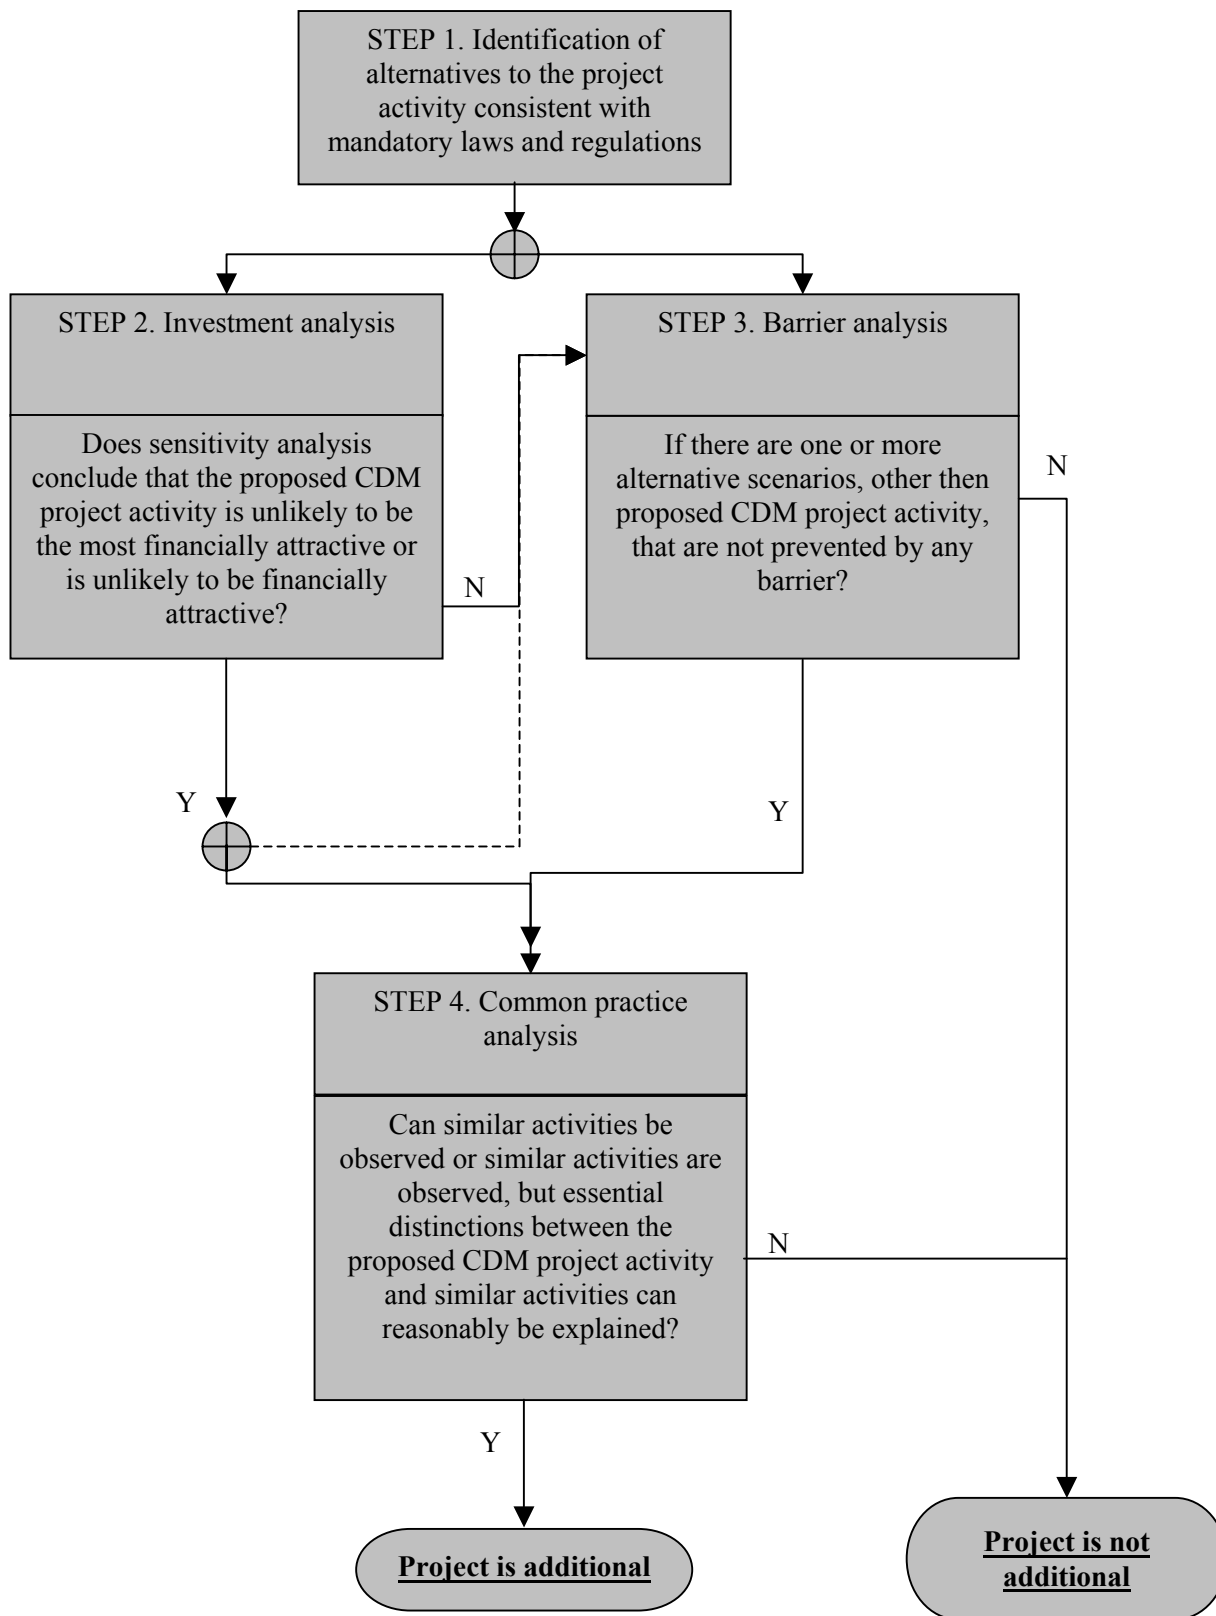 STEP 1. Identification of
alternatives to the project
activity consistent with
mandatory laws and regulations
STEP 2. Investment analysis
STEP 3. Barrier analysis
Does sensitivity analysis
conclude that the proposed CDM
project activity is unlikely to be
the most financially attractive or
is unlikely to be financially
attractive?
N
If there are one or more
alternative scenarios, other then
proposed CDM project activity,
that are not prevented by any
barrier?
N
Y
Y
STEP 4. Common practice
analysis
Can similar activities be
observed or similar activities are
observed, but essential
distinctions between the
proposed CDM project activity
and similar activities can
reasonably be explained?
N
Y
Project is additional
Project is not
additional